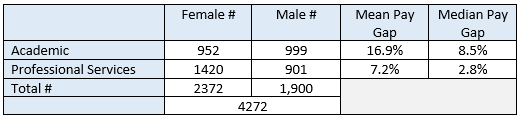 Female # Male # Mean Pay Gap Median Pay Gap
Academic 952 999 16.9% 8.5%
Professional Services 1420 901 7.2% 2.8%
Total # 2372 1,900
4272